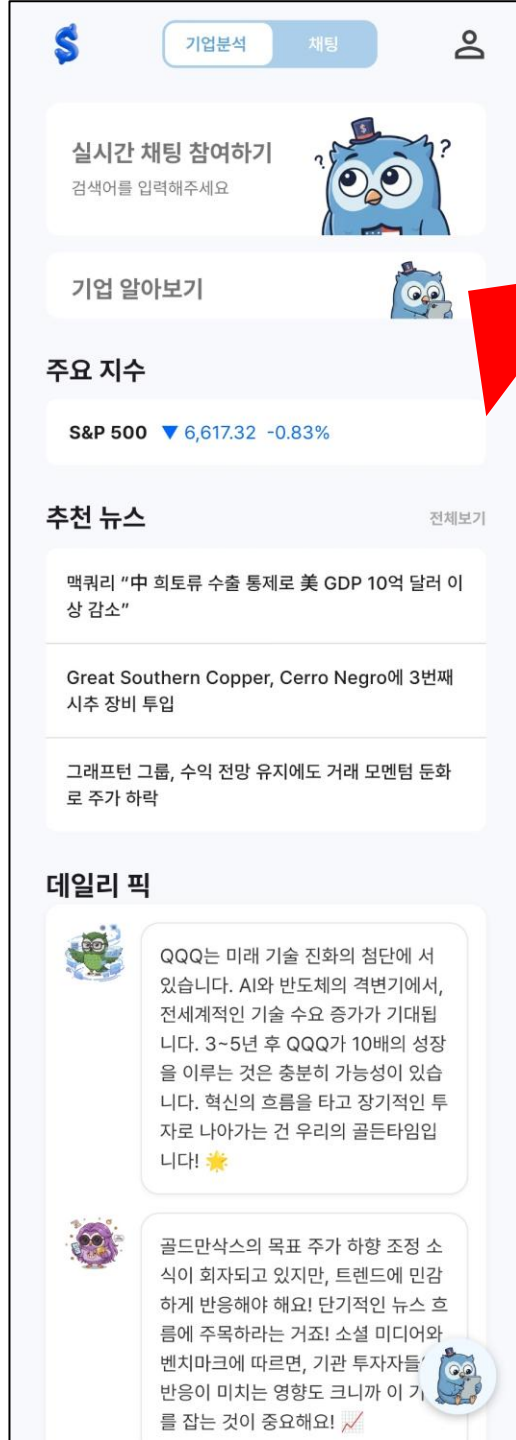 기업분석
채팅
실시간 채팅 참여하기
검색어를 입력해주세요
기업 알아보기
주요 지수
S&P 500 ▼ 6,617.32 -0.83%
추천 뉴스
전체보기
맥쿼리 “中 희토류 수출 통제로 美 GDP 10억 달러 이
상 감소”
Great Southern Copper, Cerro Negro에 3번째
시추 장비 투입
그래프턴 그룹, 수익 전망 유지에도 거래 모멘텀 둔화
로 주가 하락
데일리 픽
QQQ는 미래 기술 진화의 첨단에 서
있습니다. AI와 반도체의 격변기에서,
전세계적인 기술 수요 증가가 기대됩
니다. 3~5년 후 QQQ가 10배의 성장
을 이루는 것은 충분히 가능성이 있습
니다. 혁신의 흐름을 타고 장기적인 투
자로 나아가는 건 우리의 골든타임입
니다! 🌟
골드만삭스의 목표 주가 하향 조정 소
식이 회자되고 있지만, 트렌드에 민감
하게 반응해야 해요! 단기적인 뉴스 흐
름에 주목하라는 거죠! 소셜 미디어와
벤치마크에 따르면, 기관 투자자들
반응이 미치는 영향도 크니까 이
를 잡는 것이 중요해요! 📈